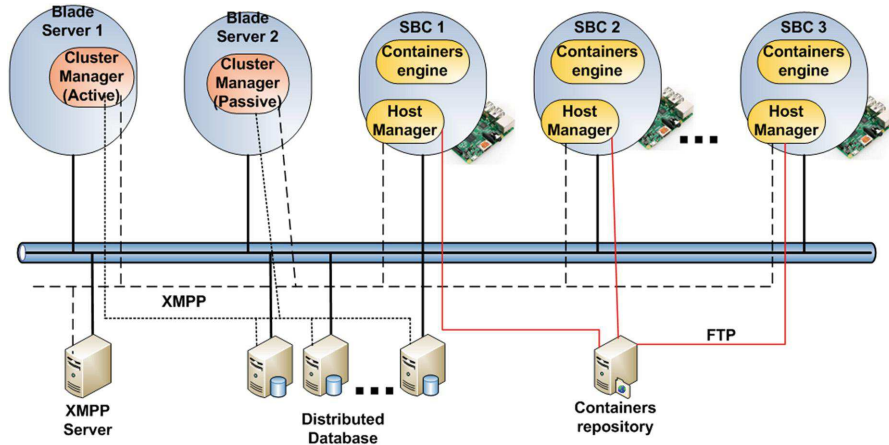 Blade
Server 1
Cluster
Manager
(Active)
Blade
Server 2
Cluster
Manager
(Passive)
SBC 1
Containers
engine
Host
Manager
SBC 2
Containers
engine
Host
Manager
SBC 3
Containers
engine
Host
Manager
XMPP
FTP
XMPP
Server
Distributed
Database
Containers
repository